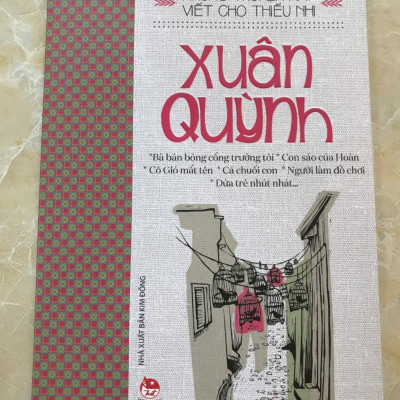 VIẾT CHO THIẾU NHI
XUÂN
QUỲNH
*Bà bán bỏng cổng trường tôi * Con sáo của Hoàn
* Cô Gió mất tên * Cá chuối con * Người làm đồ chơi
* Đứa trẻ nhút nhát...
NHÀ XUẤT BẢN KIM ĐỒNG